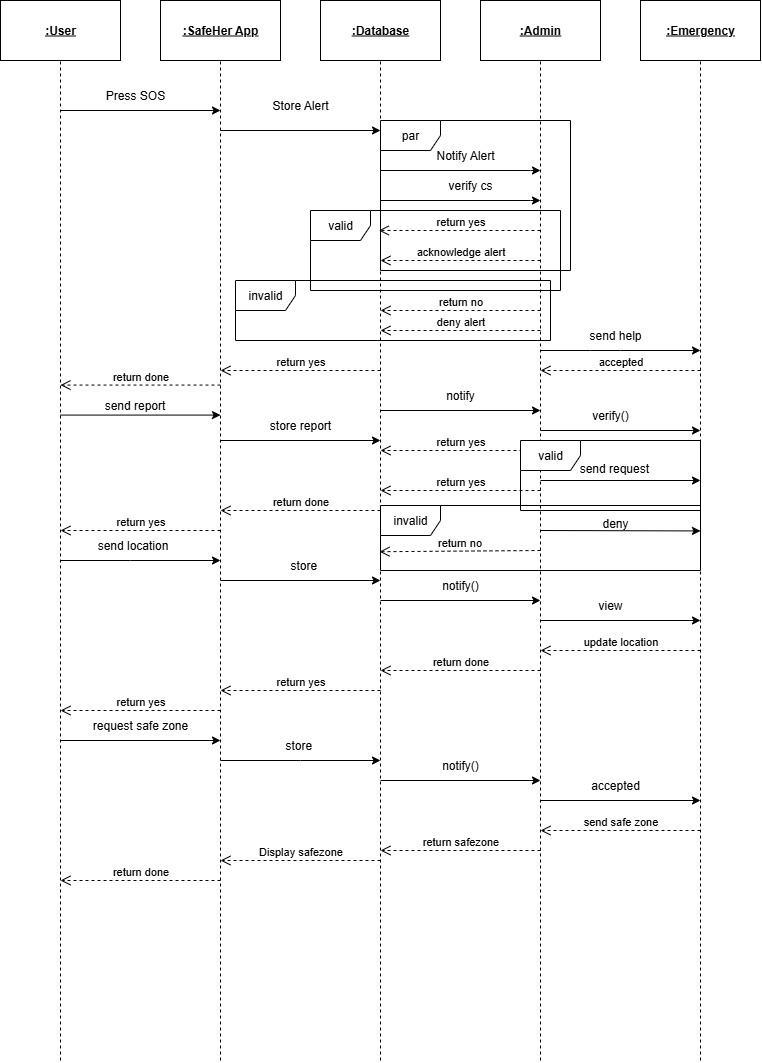 :User
:SafeHer App
:Database
:Admin
:Emergency
Press SOS
Store Alert
par
Notify Alert
verify cs
valid
return yes
acknowledge alert
invalid
return no
deny alert
send help
return yes
accepted
return done
send report
notify
verify()
store report
return yes
valid
send request
return yes
return done
invalid
return yes
deny
send location
return no
store
notify()
view
update location
return done
return yes
return yes
request safe zone
store
notify()
accepted
send safe zone
return safezone
Display safezone
return done